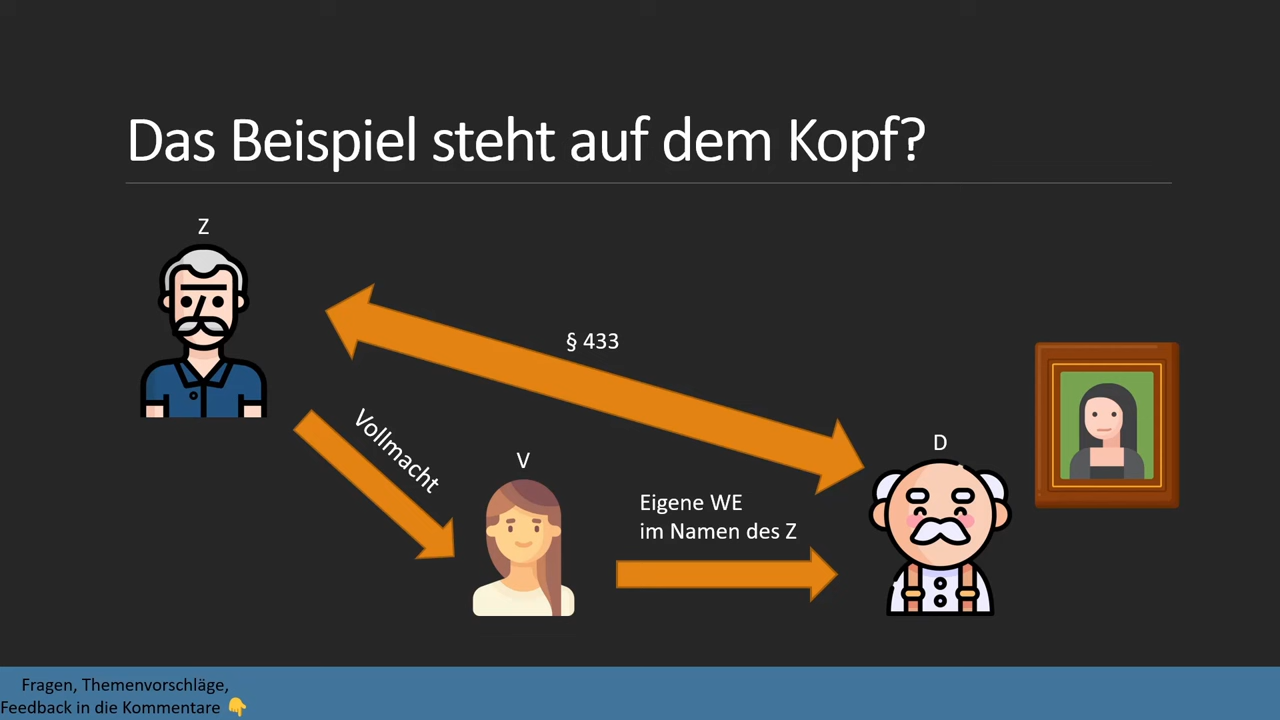 Das Beispiel steht auf dem Kopf?
Z
§ 433
Vollmacht
V
D
Eigene WE
im Namen des Z
Fragen, Themenvorschläge,
Feedback in die Kommentare 👇